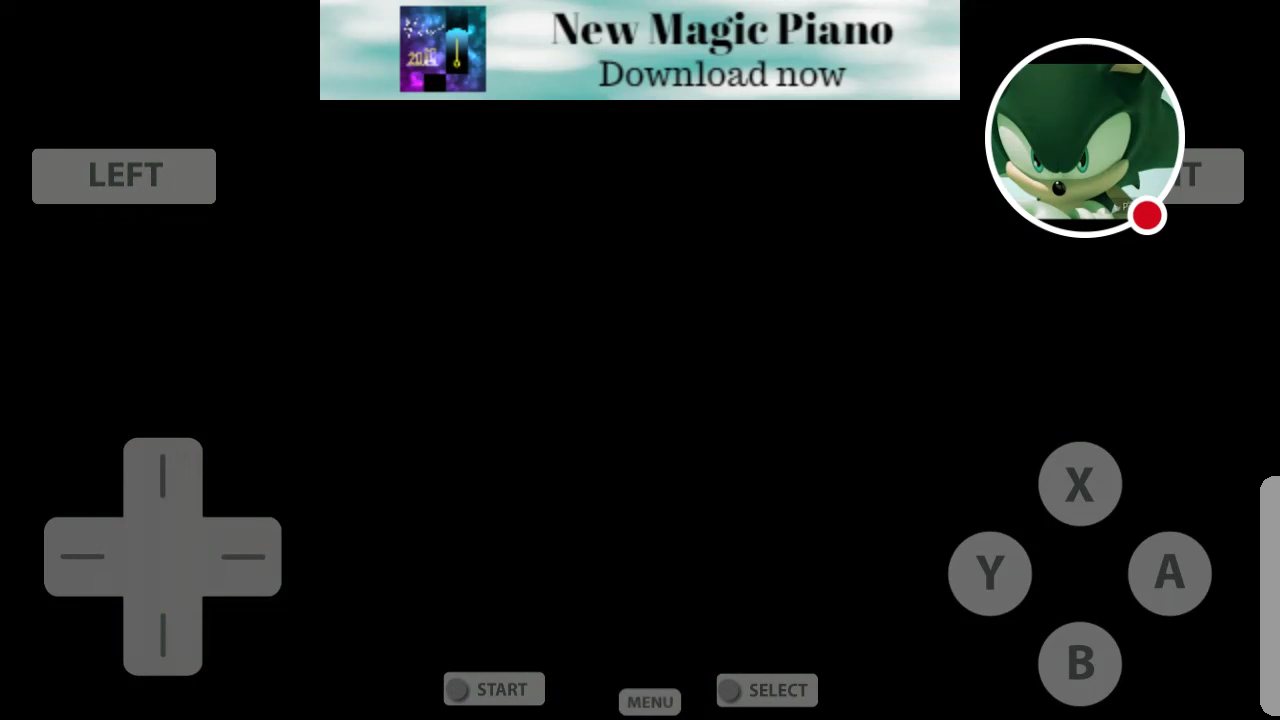 New Magic Piano
Download now
LEFT
X
Y
A
B
START
SELECT
MENU